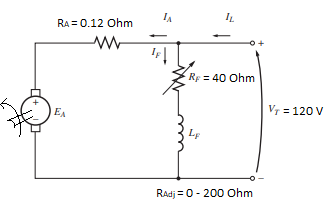 RA = 0.12 Ohm
IA
IL
IF
+
RF = 40 Ohm
+
EA
–
VT = 120 V
LF
–
RAdj = 0 - 200 Ohm